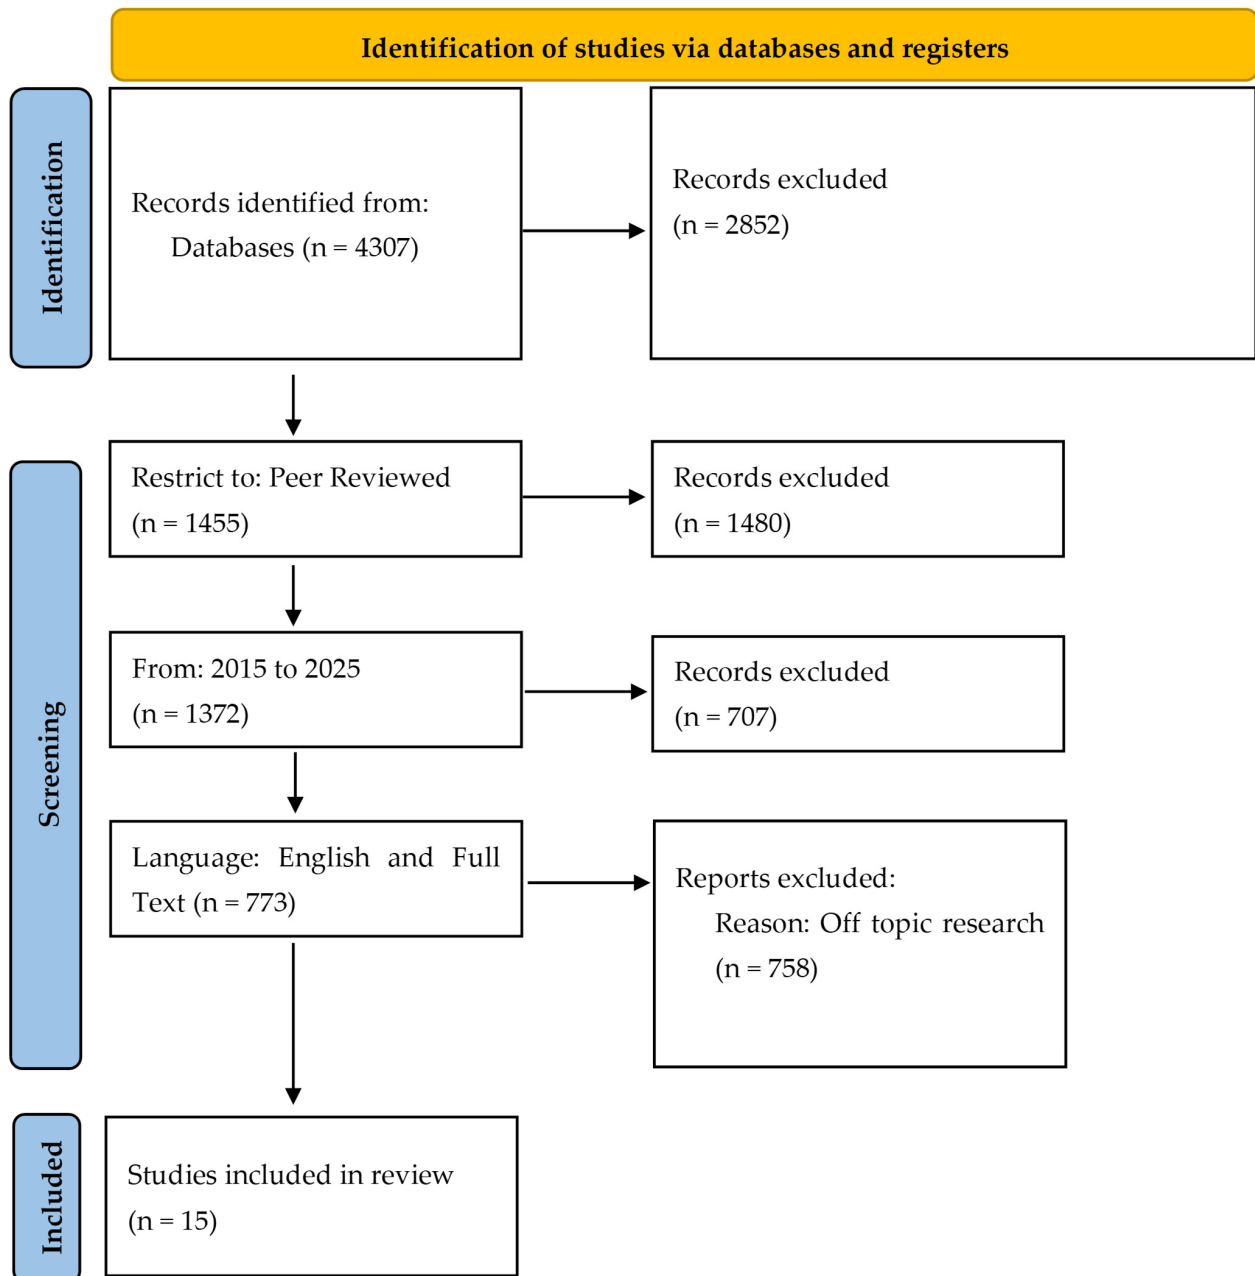 Identification of studies via databases and registers
Identification
Records identified from:
Databases (n = 4307)
Records excluded
(n = 2852)
Screening
Restrict to: Peer Reviewed
(n = 1455)
Records excluded
(n = 1480)
From: 2015 to 2025
(n = 1372)
Records excluded
(n = 707)
Language: English and Full
Text (n = 773)
Reports excluded:
Reason: Off topic research
(n = 758)
Included
Studies included in review
(n = 15)